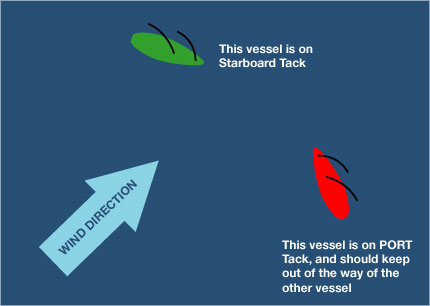 This vessel is on
Starboard Tack
WIND DIRECTION
This vessel is on PORT
Tack, and should keep
out of the way of the
other vessel